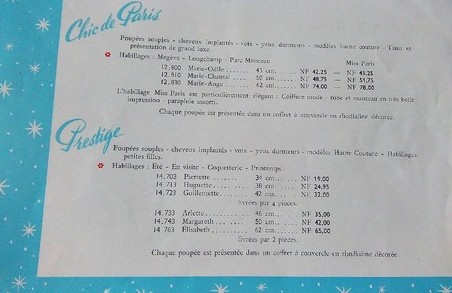 Chic de Paris
Poupées souples - cheveux implantés - voix - yeux dormeurs - modèles haute couture - Tissu et
présentation de grand luxe.
Habillages : Megève - Longchamp - Parc Monceau Miss Paris
12.800 Marie-Odile ...... 45 cm. .... NF 42,25 — NF 45,25
12.810 Marie-Chantal .... 50 cm. .... NF 48,75 — NF 51,75
12.830 Marie-Ange ....... 62 cm. .... NF 74,00 — NF 78,00
L'habillage Miss Paris est particulièrement élégant : Coiffure mode - robe et manteau en très belle
impression - parapluie assorti.
Chaque poupée est présentée dans un coffret à couvercle en rhodialine décorée.
Prestige
Poupées souples - cheveux implantés - voix - yeux dormeurs - modèles Haute Couture - Habillages
petites filles.
Habillages : Été - En visite - Coquetterie - Printemps.
14.703 Pierrette ........ 34 cm. .... NF 19,00
14.713 Huguette ......... 38 cm. .... NF 24,95
14.723 Guillemette ...... 42 cm. .... NF 32,00
livrées par 4 pièces.
14.733 Arlette .......... 46 cm. .... NF 35,00
14.743 Margareth ........ 50 cm. .... NF 42,00
14.763 Elisabeth ........ 62 cm. .... NF 65,00
livrées par 2 pièces.
Chaque poupée est présentée dans un coffret à couvercle en rhodialine décorée.